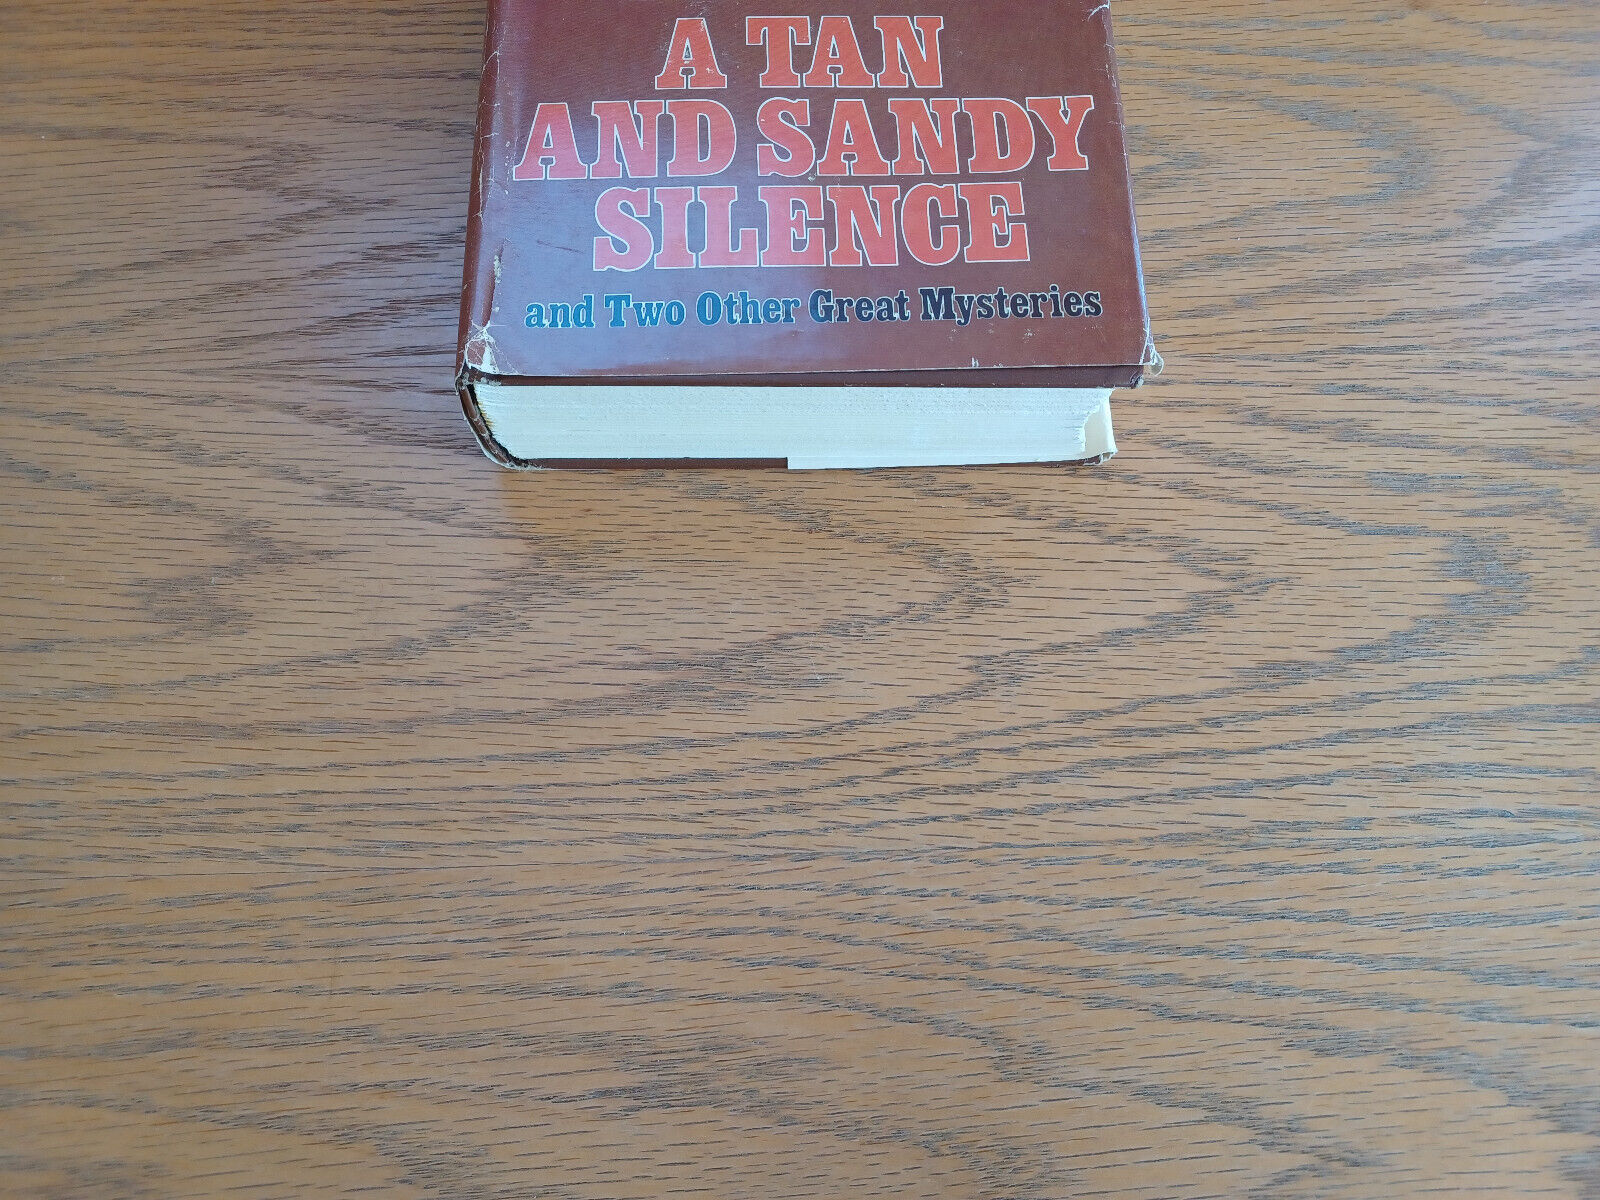 A TAN
AND SANDY
SILENCE
and Two Other Great Mysteries